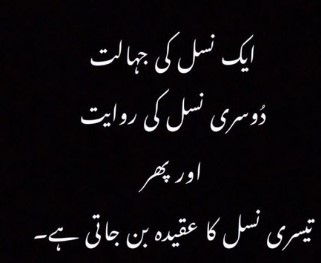 ایک نسل کی جہالت
دُوسری نسل کی روایت
اور پھر
تیسری نسل کا عقیدہ بن جاتی ہے۔